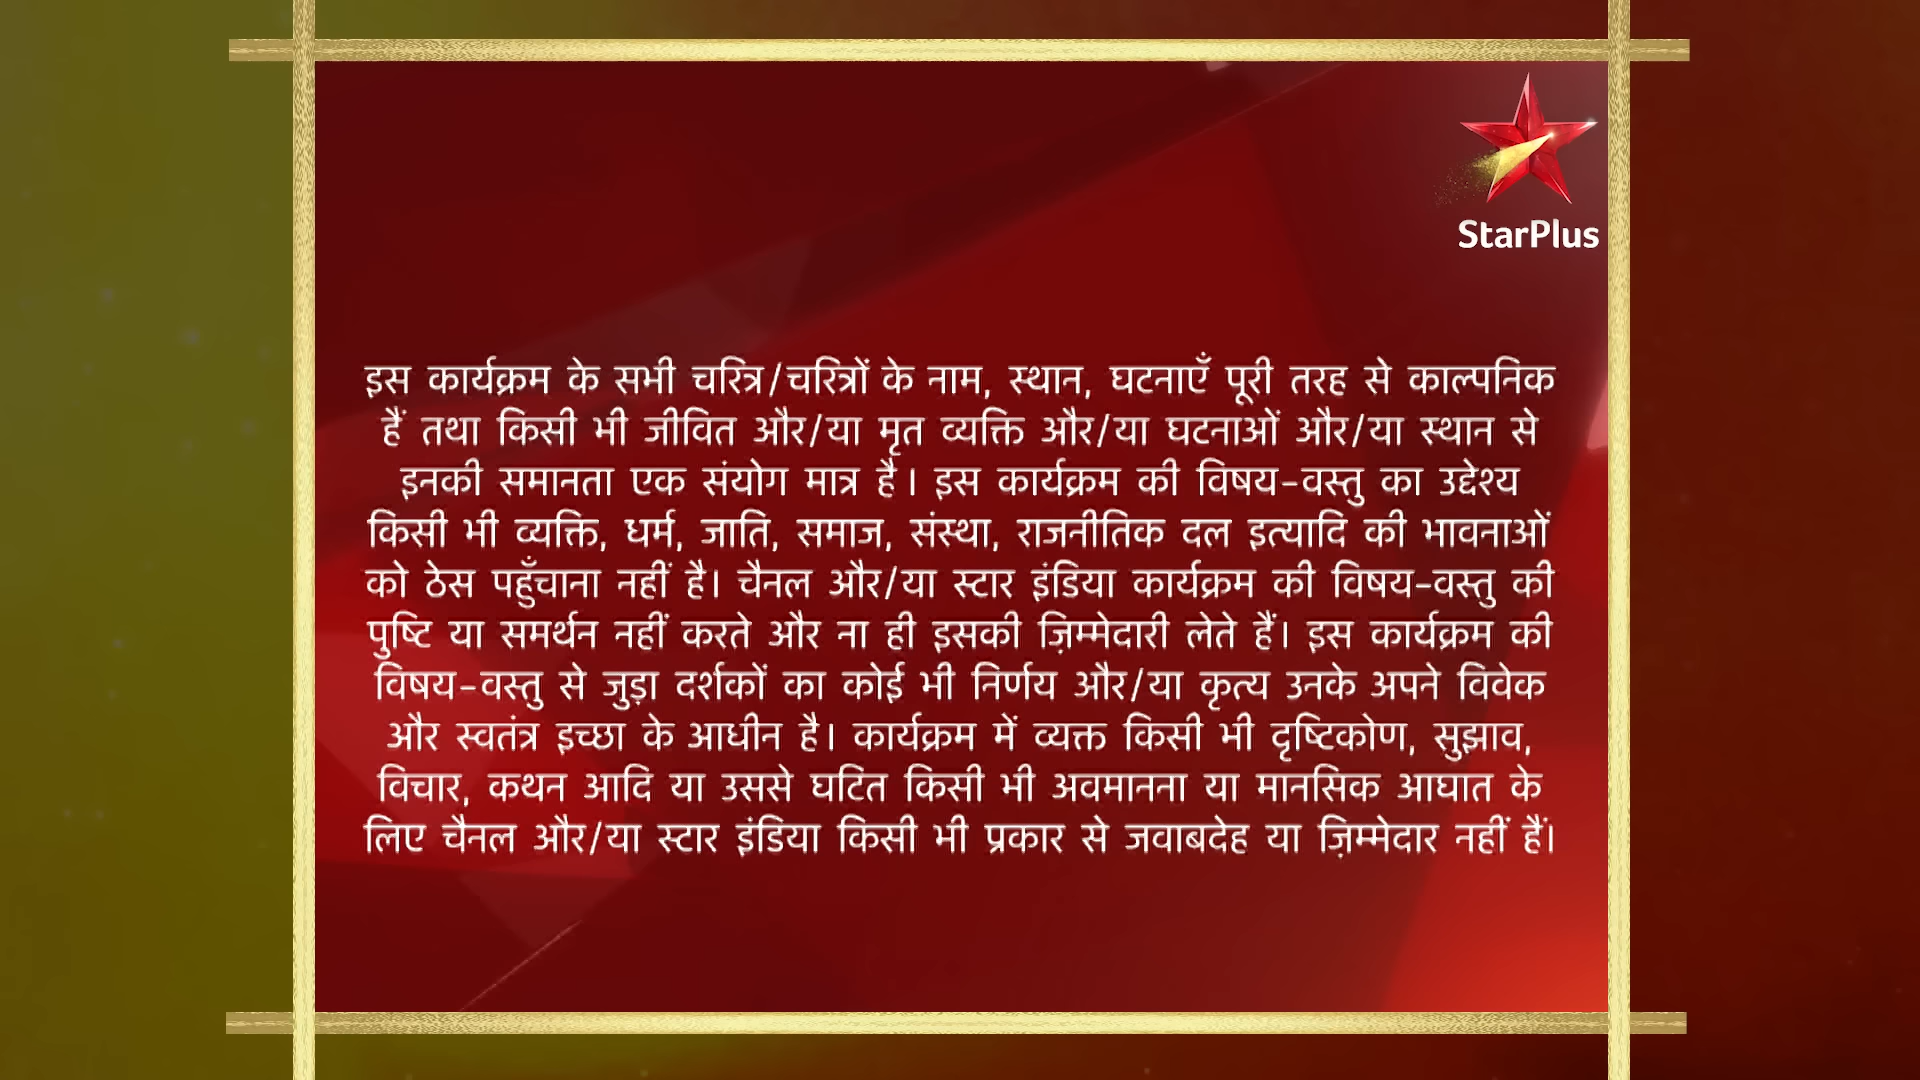 StarPlus
इस कार्यक्रम के सभी चरित्र/चरित्रों के नाम, स्थान, घटनाएँ पूरी तरह से काल्पनिक
हैं तथा किसी भी जीवित और/या मृत व्यक्ति और/या घटनाओं और/या स्थान से
इनकी समानता एक संयोग मात्र है। इस कार्यक्रम की विषय-वस्तु का उद्देश्य
किसी भी व्यक्ति, धर्म, जाति, समाज, संस्था, राजनीतिक दल इत्यादि की भावनाओं
को ठेस पहुँचाना नहीं है। चैनल और/या स्टार इंडिया कार्यक्रम की विषय-वस्तु की
पुष्टि या समर्थन नहीं करते और ना ही इसकी ज़िम्मेदारी लेते हैं। इस कार्यक्रम की
विषय-वस्तु से जुड़ा दर्शकों का कोई भी निर्णय और/या कृत्य उनके अपने विवेक
और स्वतंत्र इच्छा के आधीन है। कार्यक्रम में व्यक्त किसी भी दृष्टिकोण, सुझाव,
विचार, कथन आदि या उससे घटित किसी भी अवमानना या मानसिक आघात के
लिए चैनल और/या स्टार इंडिया किसी भी प्रकार से जवाबदेह या ज़िम्मेदार नहीं हैं।